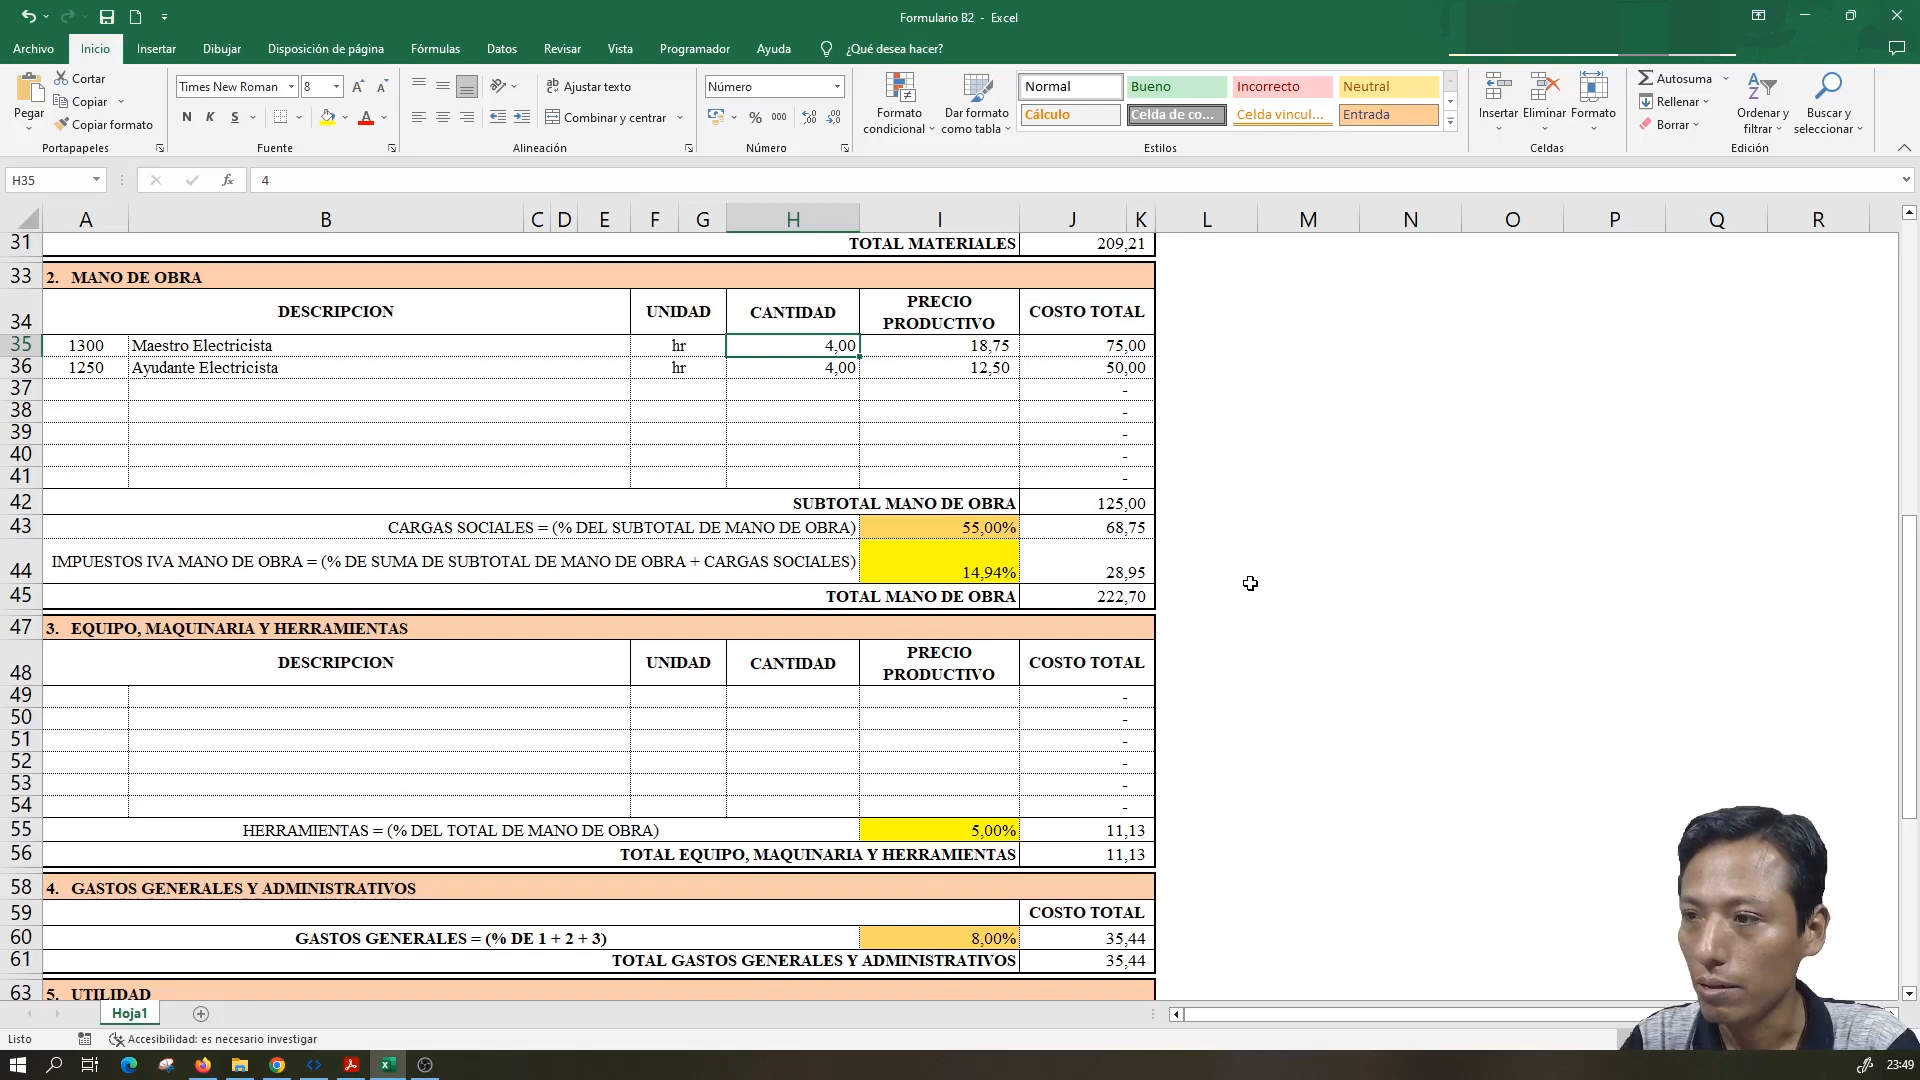 Formulario B2 - Excel
Archivo Inicio Insertar Dibujar Disposición de página Fórmulas Datos Revisar Vista Programador Ayuda ¿Qué desea hacer?
Pegar
Cortar
Copiar
Copiar formato
Portapapeles
Times New Roman 8
N K S
Fuente
Ajustar texto
Combinar y centrar
Alineación
Número
% 000
Número
Formato condicional
Dar formato como tabla
Normal Bueno Incorrecto Neutral
Cálculo Celda de co... Celda vincul... Entrada
Estilos
Insertar Eliminar Formato
Celdas
Autosuma
Rellenar
Borrar
Ordenar y filtrar
Buscar y seleccionar
Edición
H35 fx 4
A B C D E F G H I J K L M N O P Q R
31 TOTAL MATERIALES 209,21
33 2. MANO DE OBRA
34 DESCRIPCION UNIDAD CANTIDAD PRECIO PRODUCTIVO COSTO TOTAL
35 1300 Maestro Electricista hr 4,00 18,75 75,00
36 1250 Ayudante Electricista hr 4,00 12,50 50,00
37 -
38 -
39 -
40 -
41 -
42 SUBTOTAL MANO DE OBRA 125,00
43 CARGAS SOCIALES = (% DEL SUBTOTAL DE MANO DE OBRA) 55,00% 68,75
44 IMPUESTOS IVA MANO DE OBRA = (% DE SUMA DE SUBTOTAL DE MANO DE OBRA + CARGAS SOCIALES) 14,94% 28,95
45 TOTAL MANO DE OBRA 222,70
47 3. EQUIPO, MAQUINARIA Y HERRAMIENTAS
48 DESCRIPCION UNIDAD CANTIDAD PRECIO PRODUCTIVO COSTO TOTAL
49 -
50 -
51 -
52 -
53 -
54 -
55 HERRAMIENTAS = (% DEL TOTAL DE MANO DE OBRA) 5,00% 11,13
56 TOTAL EQUIPO, MAQUINARIA Y HERRAMIENTAS 11,13
58 4. GASTOS GENERALES Y ADMINISTRATIVOS
59 COSTO TOTAL
60 GASTOS GENERALES = (% DE 1 + 2 + 3) 8,00% 35,44
61 TOTAL GASTOS GENERALES Y ADMINISTRATIVOS 35,44
63 5. UTILIDAD
Hoja1
Listo Accesibilidad: es necesario investigar
23:49